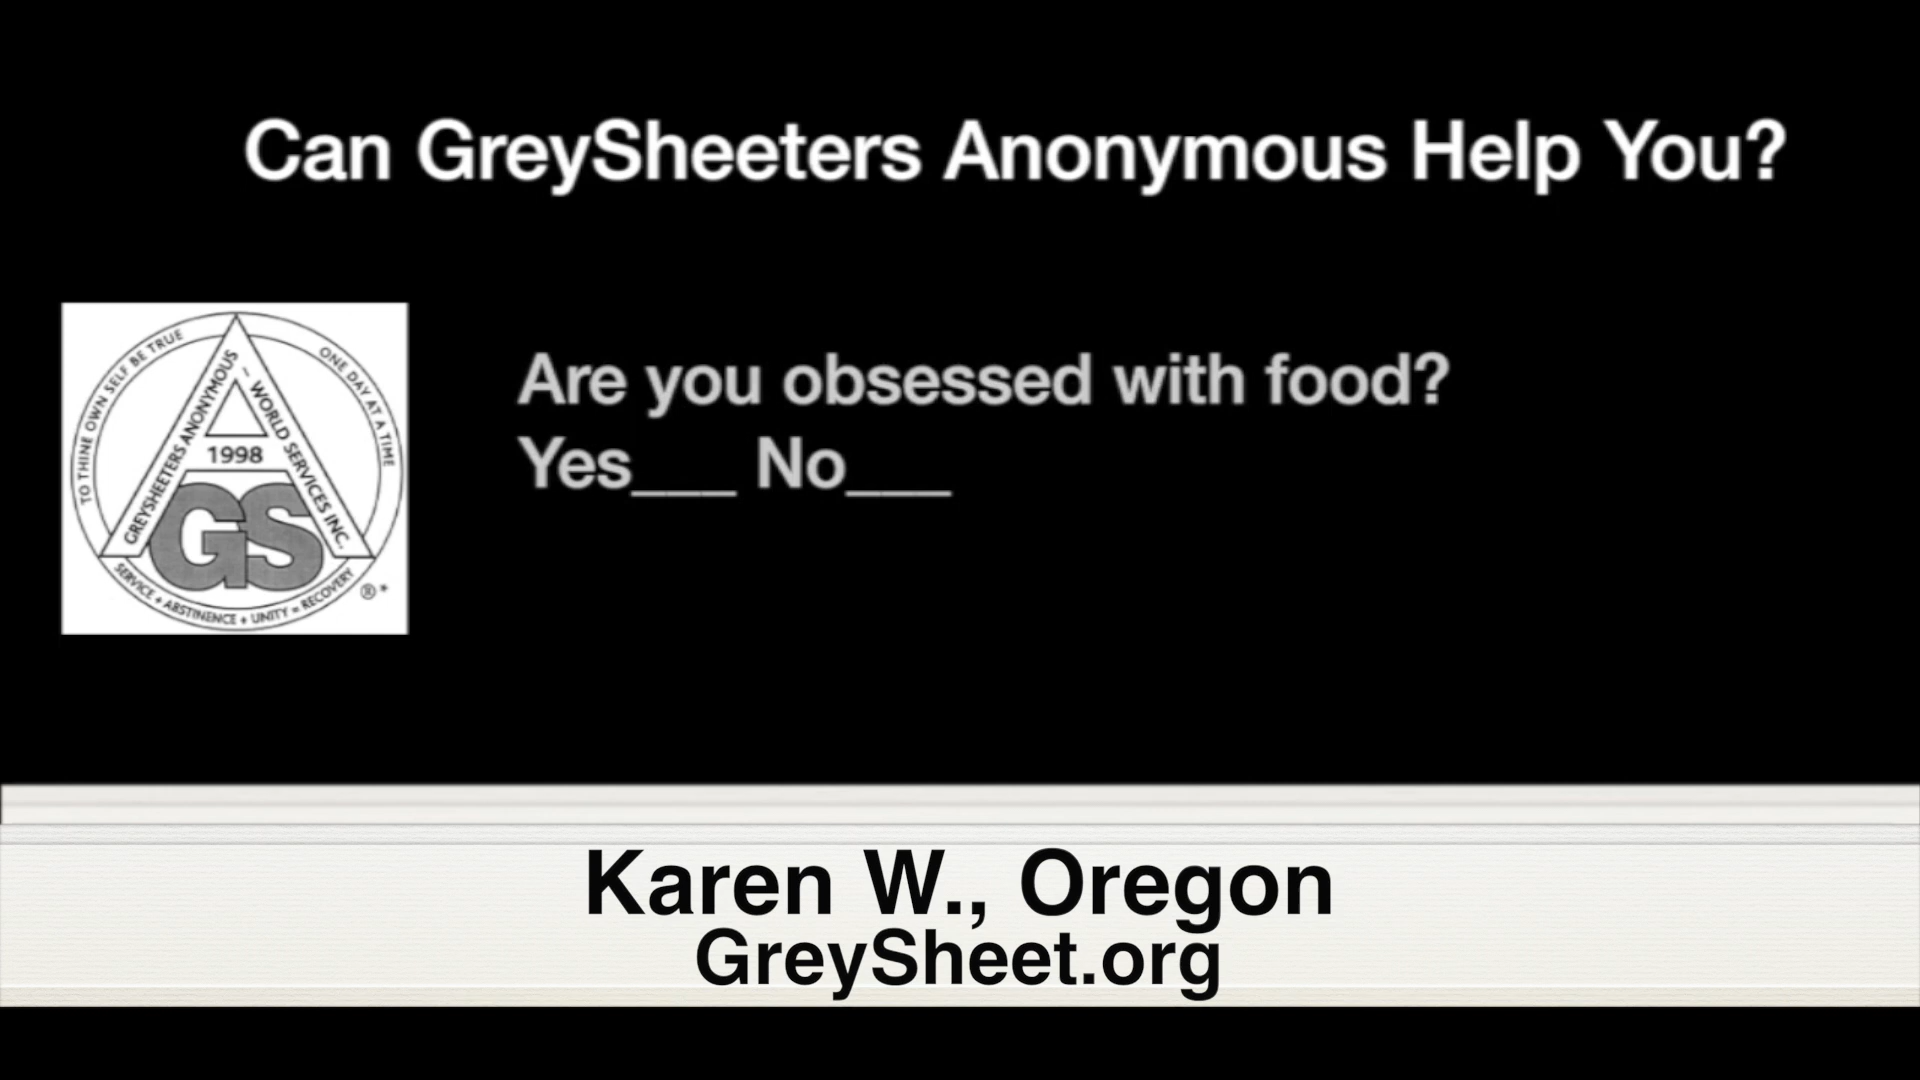 Can GreySheeters Anonymous Help You?
TO THINE OWN SELF BE TRUE
ONE DAY AT A TIME
GREYSHEETERS ANONYMOUS – WORLD SERVICES INC.
1998
GS
SERVICE + ABSTINENCE + UNITY = RECOVERY
®*
Are you obsessed with food?
Yes___ No___
Karen W., Oregon
GreySheet.org